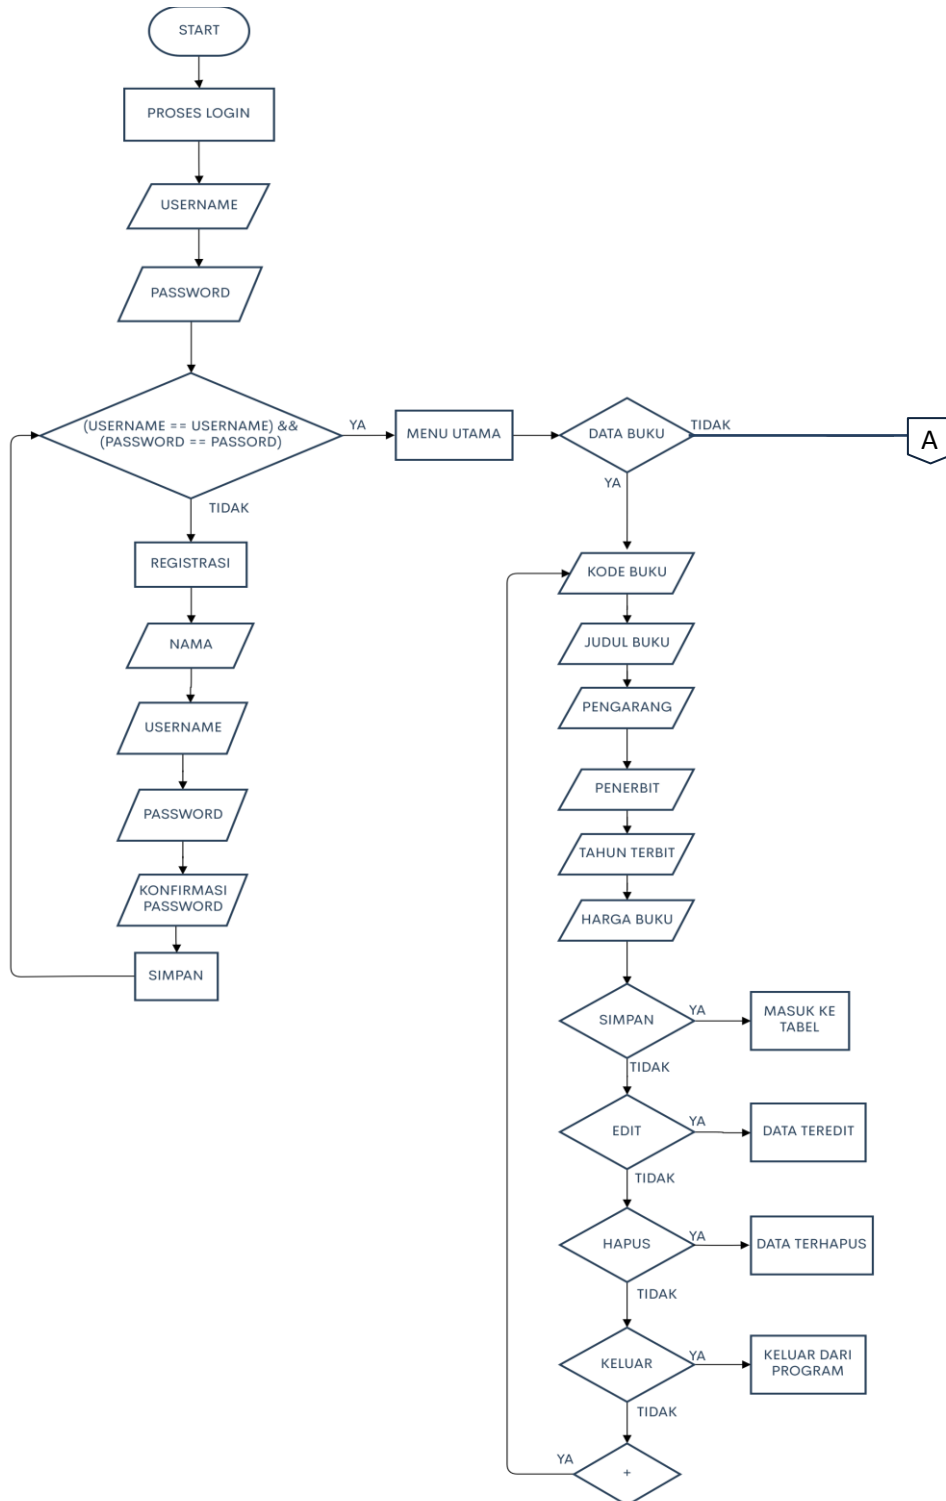 START
PROSES LOGIN
USERNAME
PASSWORD
(USERNAME == USERNAME) &&
(PASSWORD == PASSORD)
YA
MENU UTAMA
DATA BUKU
TIDAK
A
TIDAK
REGISTRASI
NAMA
USERNAME
PASSWORD
KONFIRMASI
PASSWORD
SIMPAN
YA
KODE BUKU
JUDUL BUKU
PENGARANG
PENERBIT
TAHUN TERBIT
HARGA BUKU
SIMPAN
YA
MASUK KE
TABEL
TIDAK
EDIT
YA
DATA TEREDIT
TIDAK
HAPUS
YA
DATA TERHAPUS
TIDAK
KELUAR
YA
KELUAR DARI
PROGRAM
TIDAK
YA
+